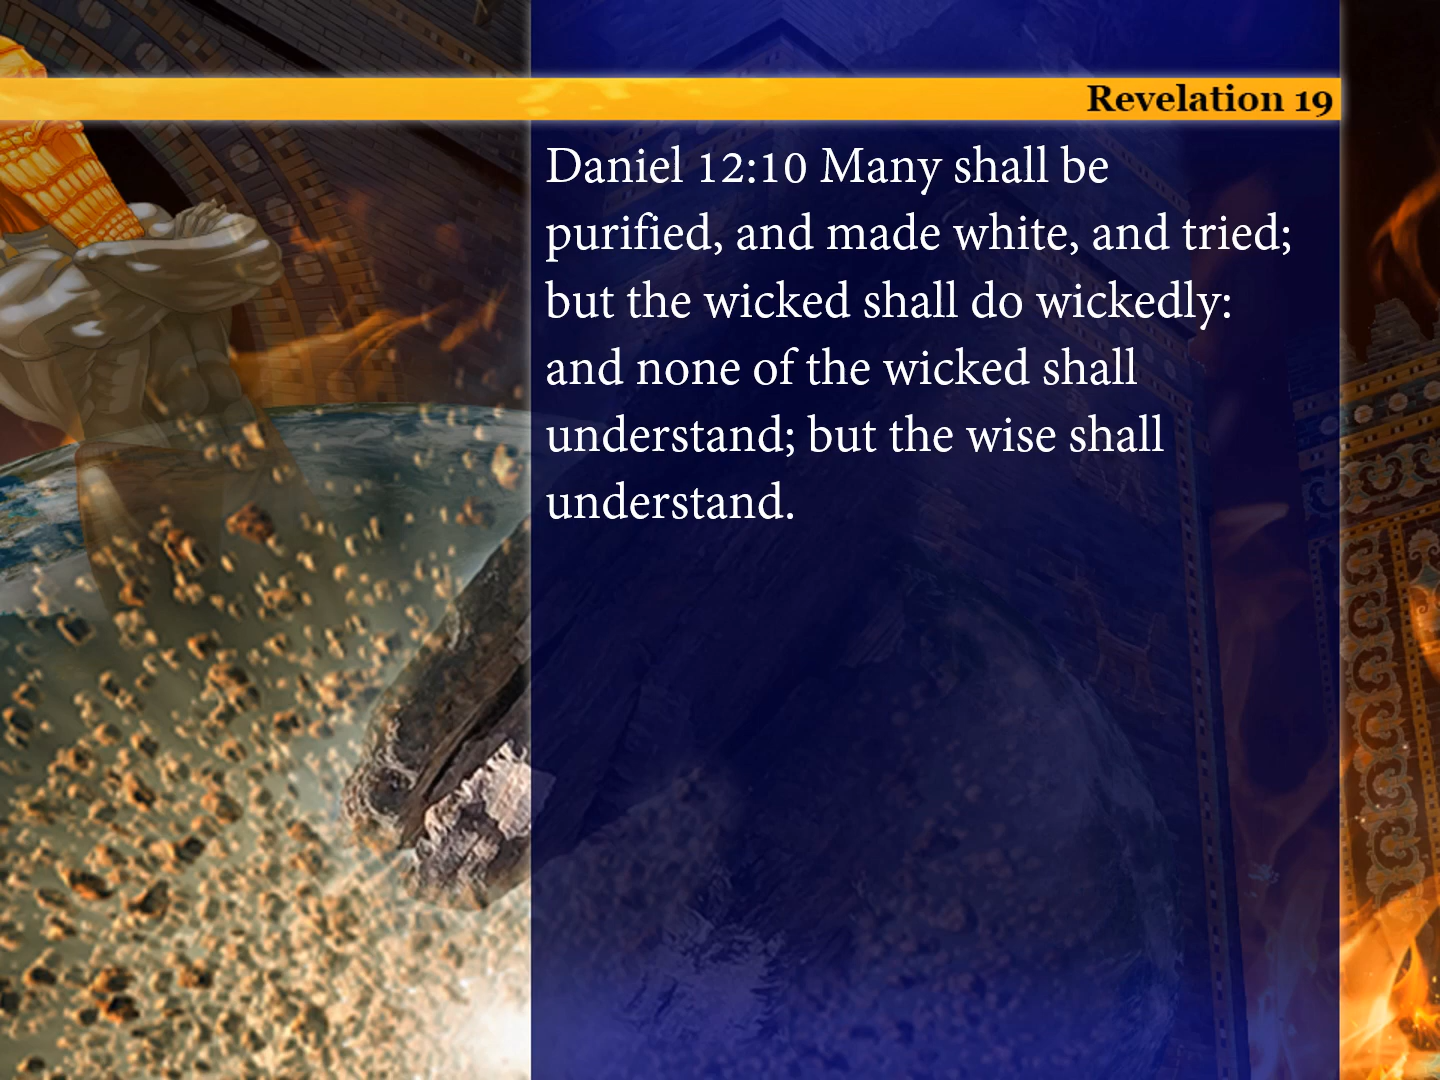 Revelation 19
Daniel 12:10 Many shall be
purified, and made white, and tried;
but the wicked shall do wickedly:
and none of the wicked shall
understand; but the wise shall
understand.